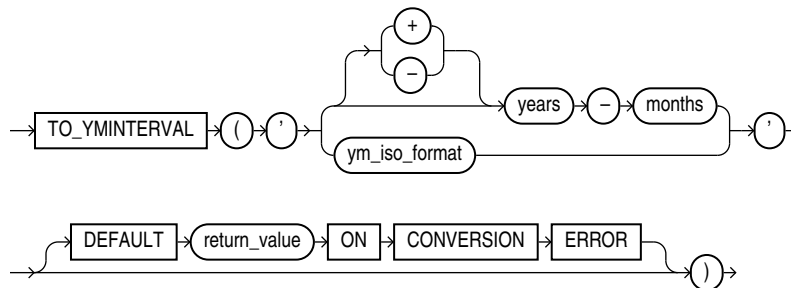 +
–
years – months
TO_YMINTERVAL ( ' '
ym_iso_format
DEFAULT return_value ON CONVERSION ERROR
)